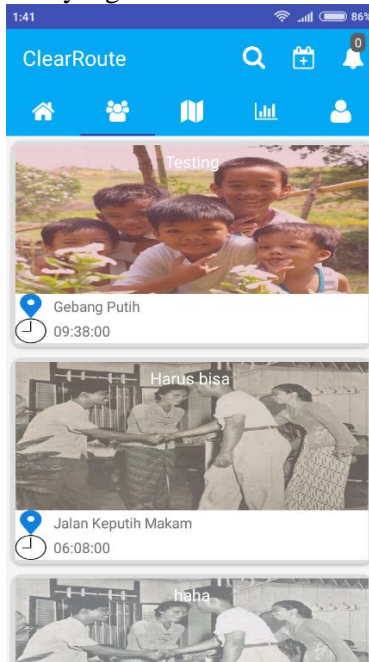 1:41
86%
ClearRoute
0
Testing
Gebang Putih
09:38:00
Harus bisa
Jalan Keputih Makam
06:08:00
haha